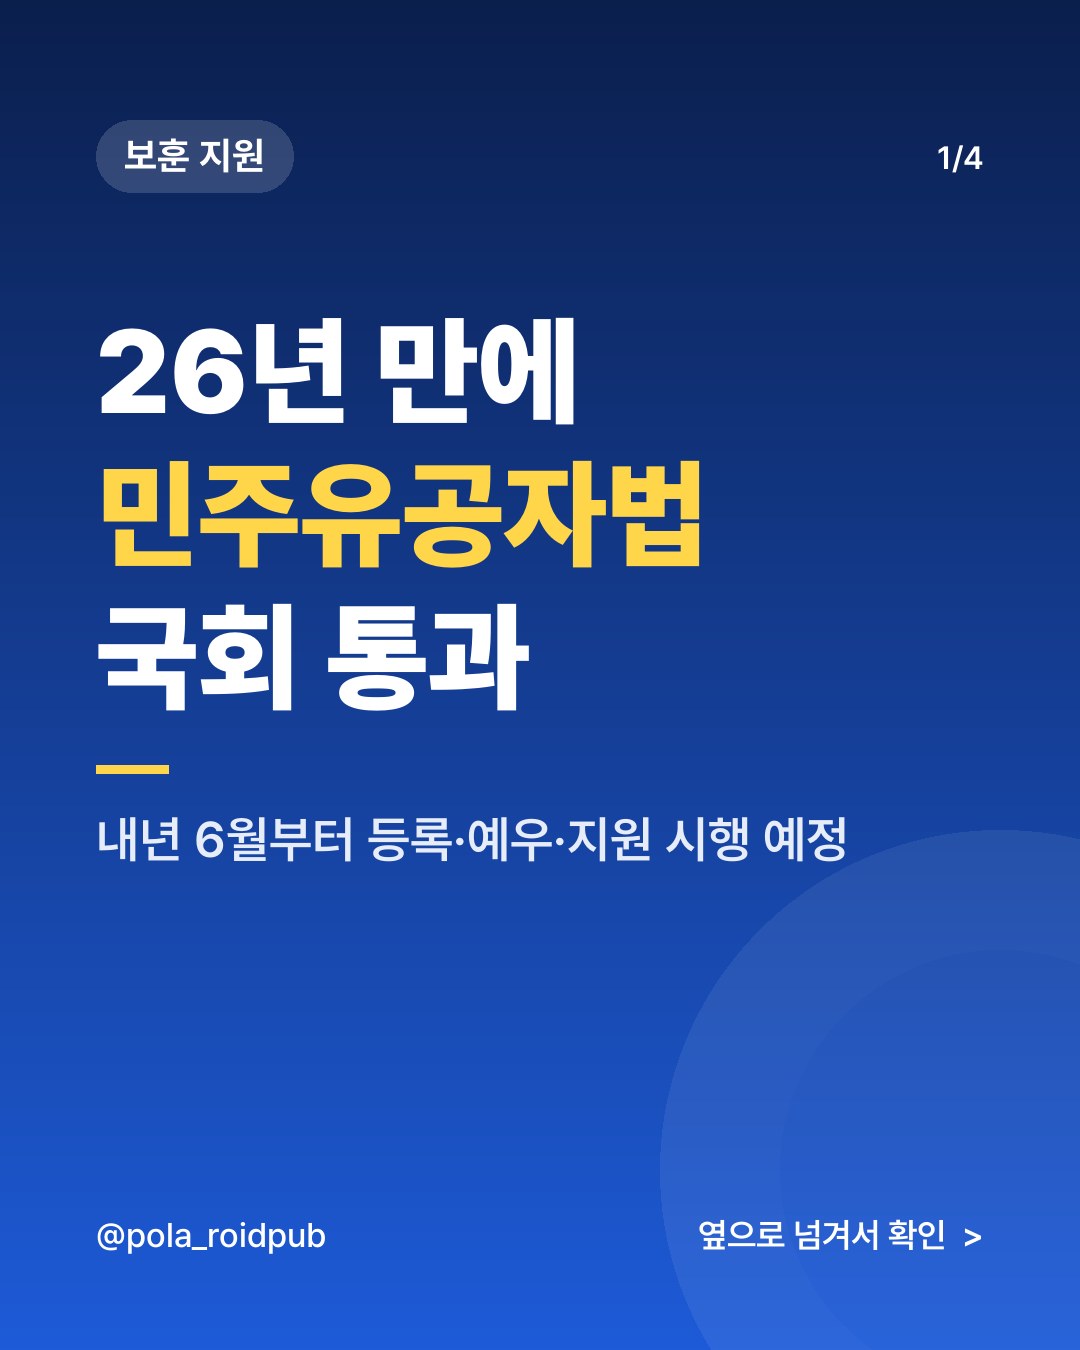 보훈 지원
1/4
26년 만에
민주유공자법
국회 통과
내년 6월부터 등록·예우·지원 시행 예정
@pola_roidpub
옆으로 넘겨서 확인 >